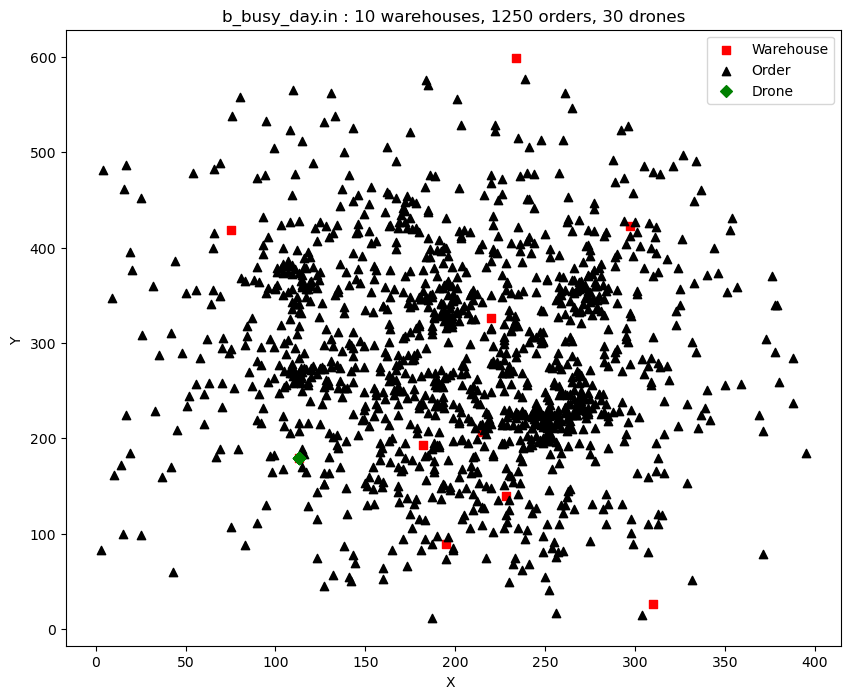 b_busy_day.in : 10 warehouses, 1250 orders, 30 drones
Warehouse
Order
Drone
600
500
400
300
200
100
0
Y
0 50 100 150 200 250 300 350 400
X